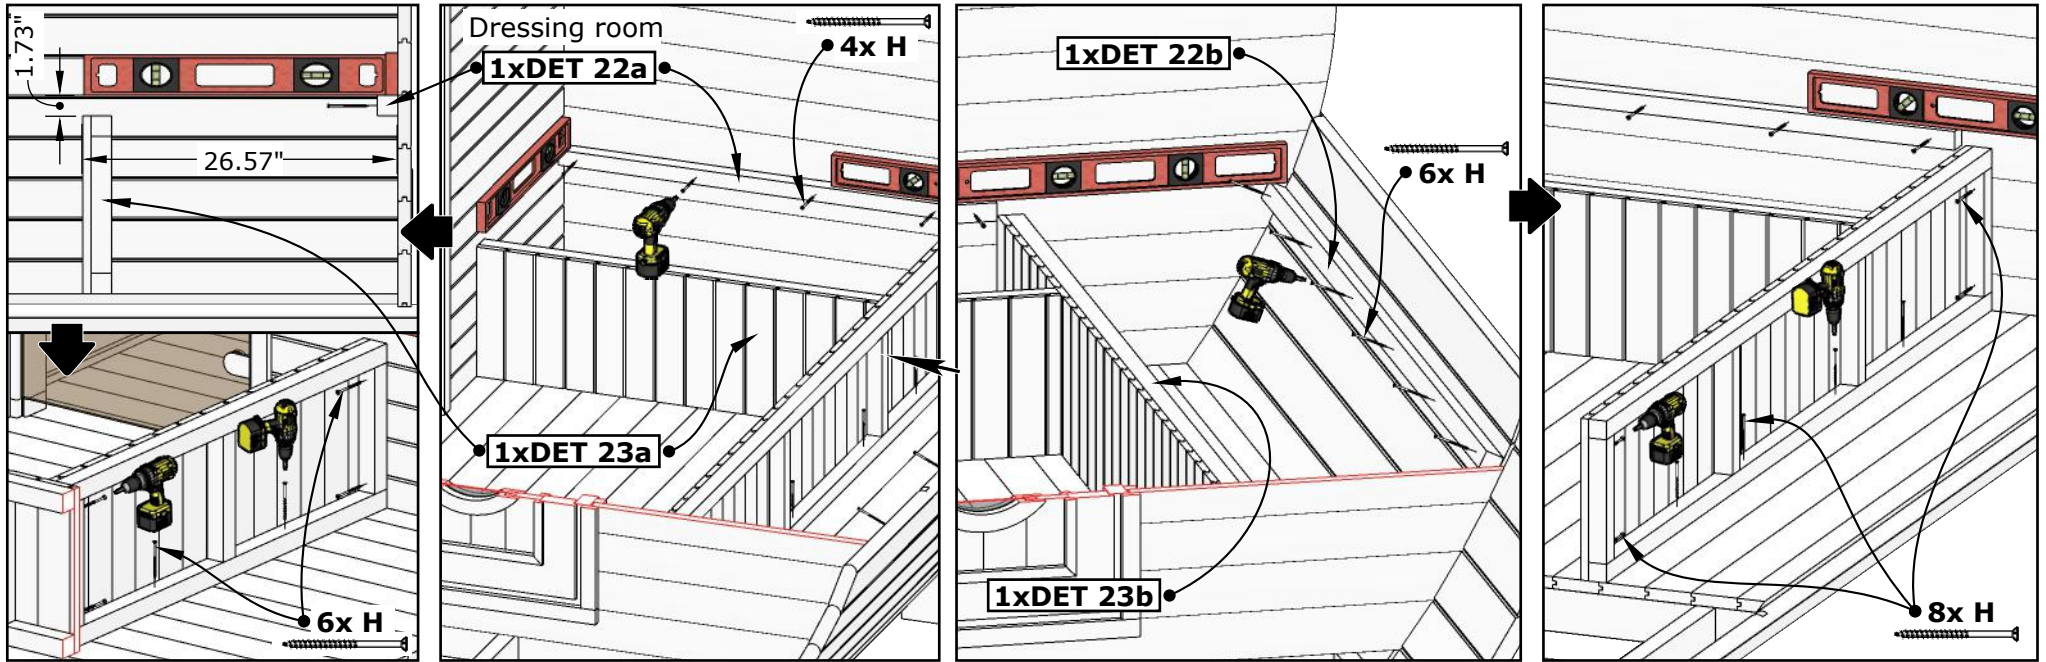 1.73"
26.57"
6x H
Dressing room
1xDET 22a
4x H
1xDET 23a
1xDET 22b
6x H
1xDET 23b
8x H